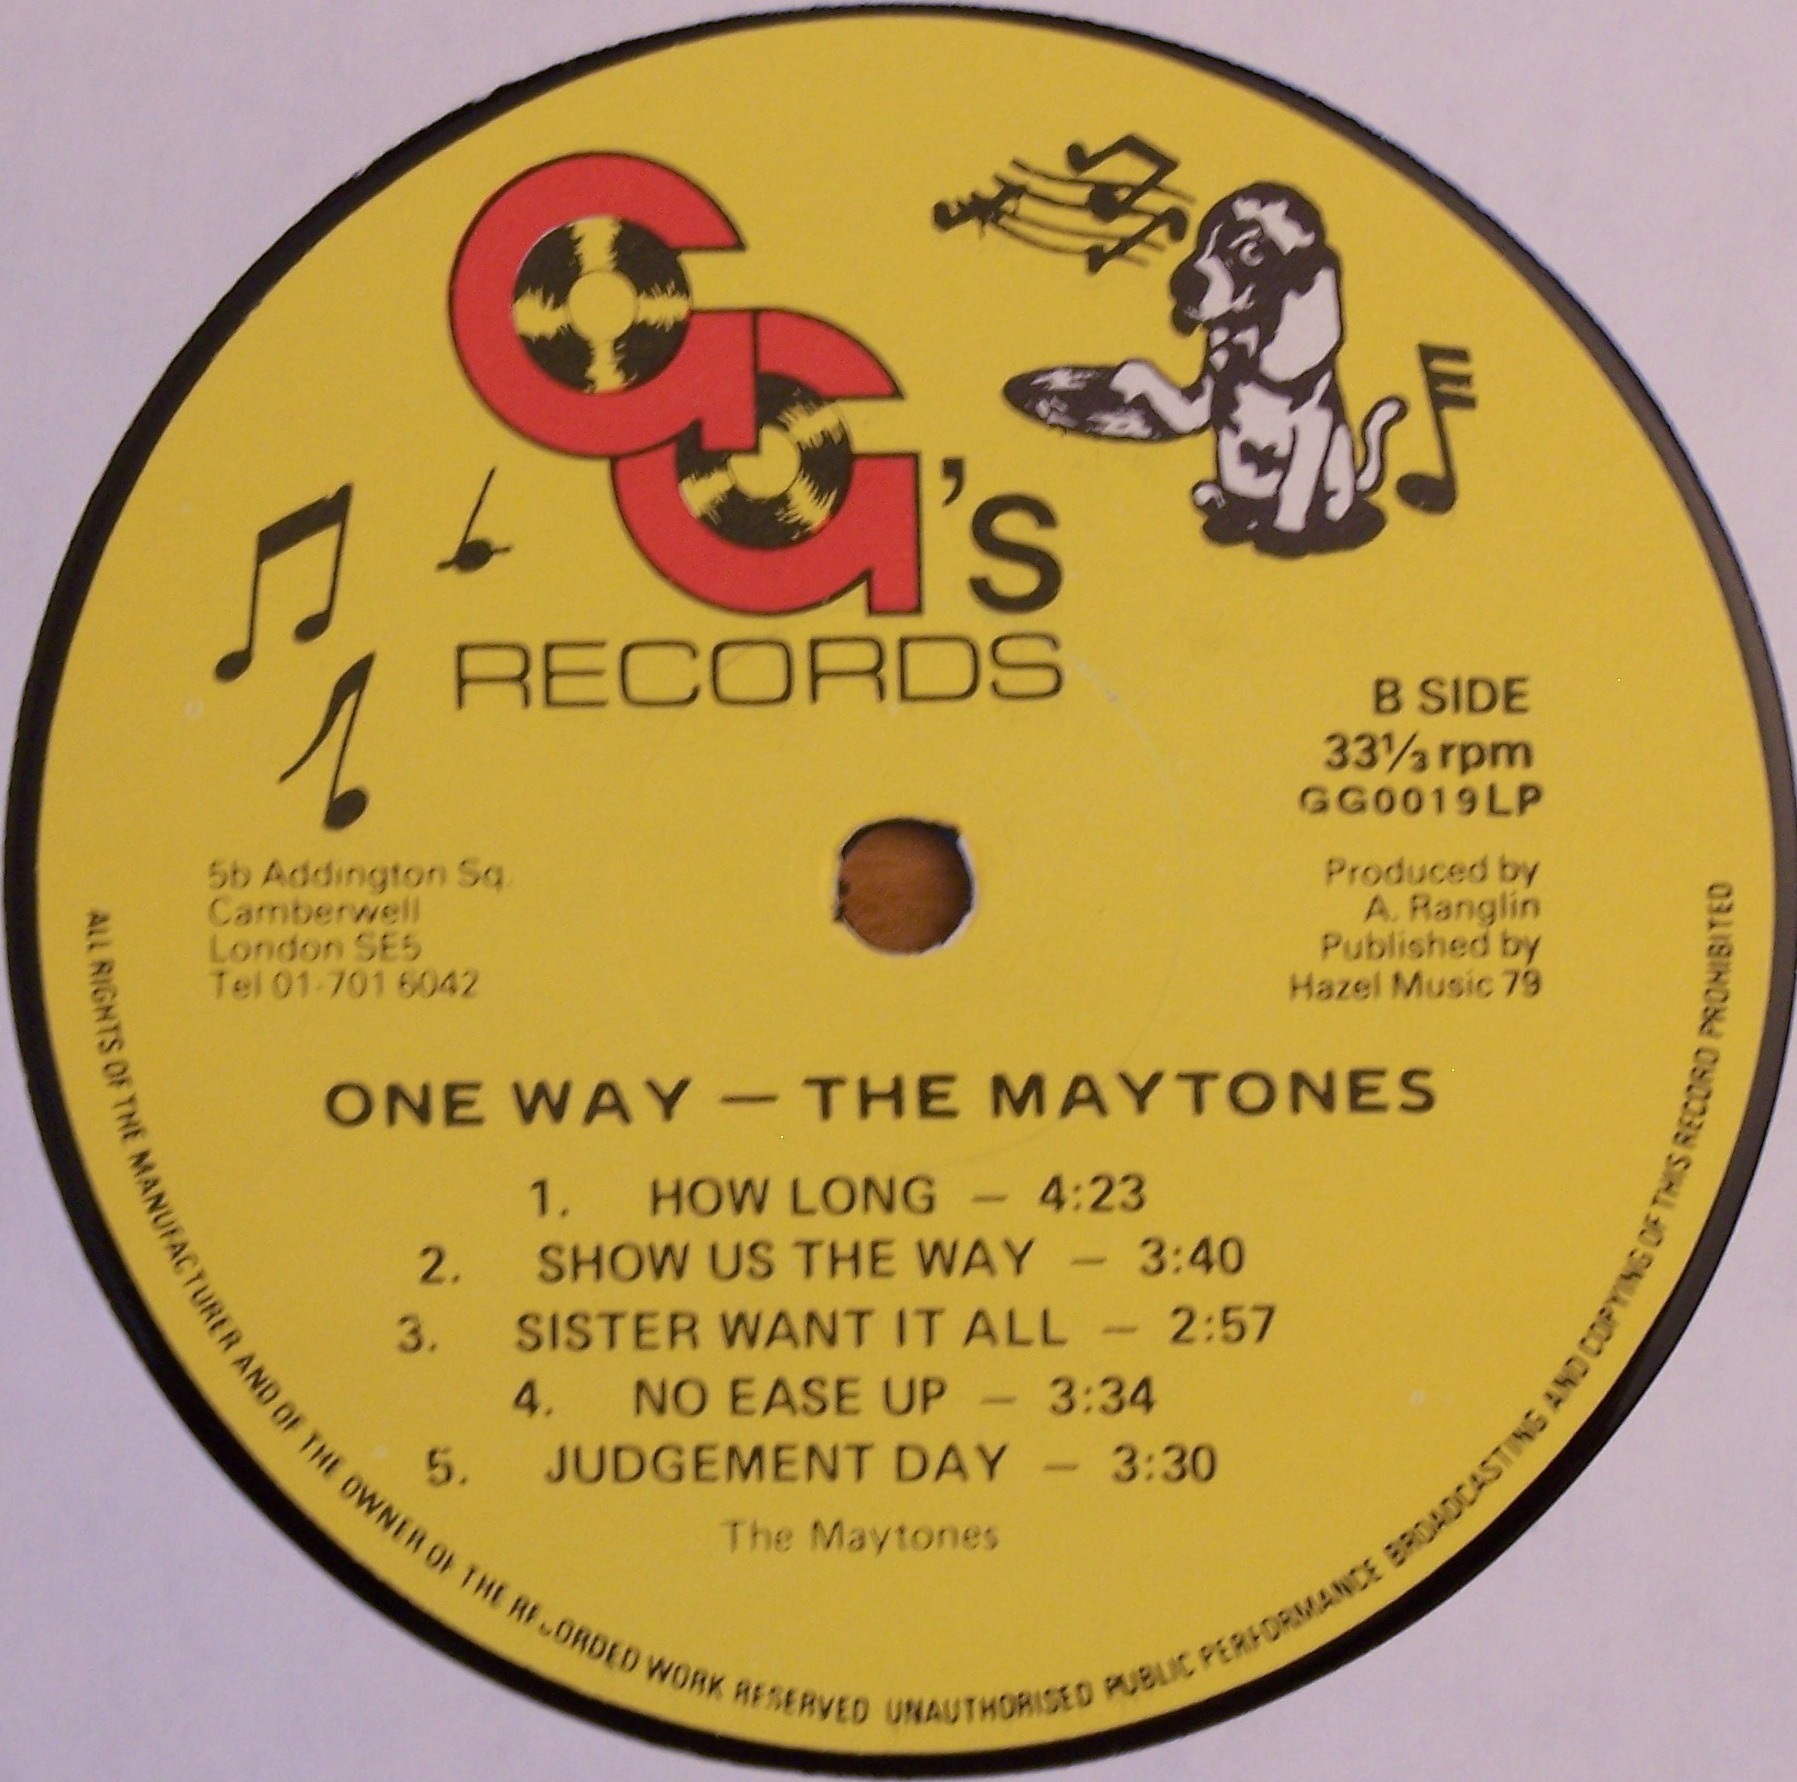 GG's
RECORDS
B SIDE
33⅓ rpm
GG0019LP
5b Addington Sq.
Camberwell
London SE5
Tel 01-701 6042
Produced by
A. Ranglin
Published by
Hazel Music 79
ONE WAY — THE MAYTONES
1. HOW LONG — 4:23
2. SHOW US THE WAY — 3:40
3. SISTER WANT IT ALL — 2:57
4. NO EASE UP — 3:34
5. JUDGEMENT DAY — 3:30
The Maytones
ALL RIGHTS OF THE MANUFACTURER AND OF THE OWNER OF THE RECORDED WORK RESERVED UNAUTHORISED PUBLIC PERFORMANCE BROADCASTING AND COPYING OF THIS RECORD PROHIBITED